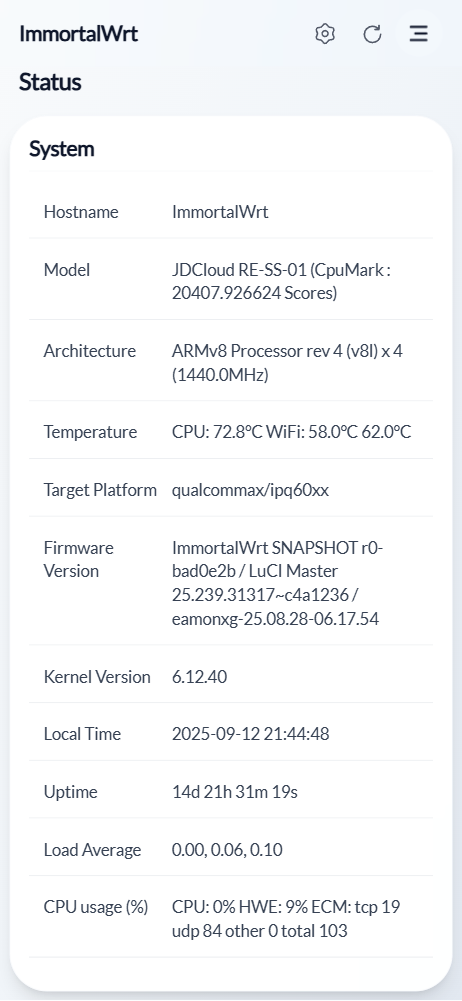 ImmortalWrt
Status
System
Hostname ImmortalWrt
Model JDCloud RE-SS-01 (CpuMark :
20407.926624 Scores)
Architecture ARMv8 Processor rev 4 (v8l) x 4
(1440.0MHz)
Temperature CPU: 72.8°C WiFi: 58.0°C 62.0°C
Target Platform qualcommax/ipq60xx
Firmware ImmortalWrt SNAPSHOT r0-
Version bad0e2b / LuCI Master
25.239.31317~c4a1236 /
eamonxg-25.08.28-06.17.54
Kernel Version 6.12.40
Local Time 2025-09-12 21:44:48
Uptime 14d 21h 31m 19s
Load Average 0.00, 0.06, 0.10
CPU usage (%) CPU: 0% HWE: 9% ECM: tcp 19
udp 84 other 0 total 103